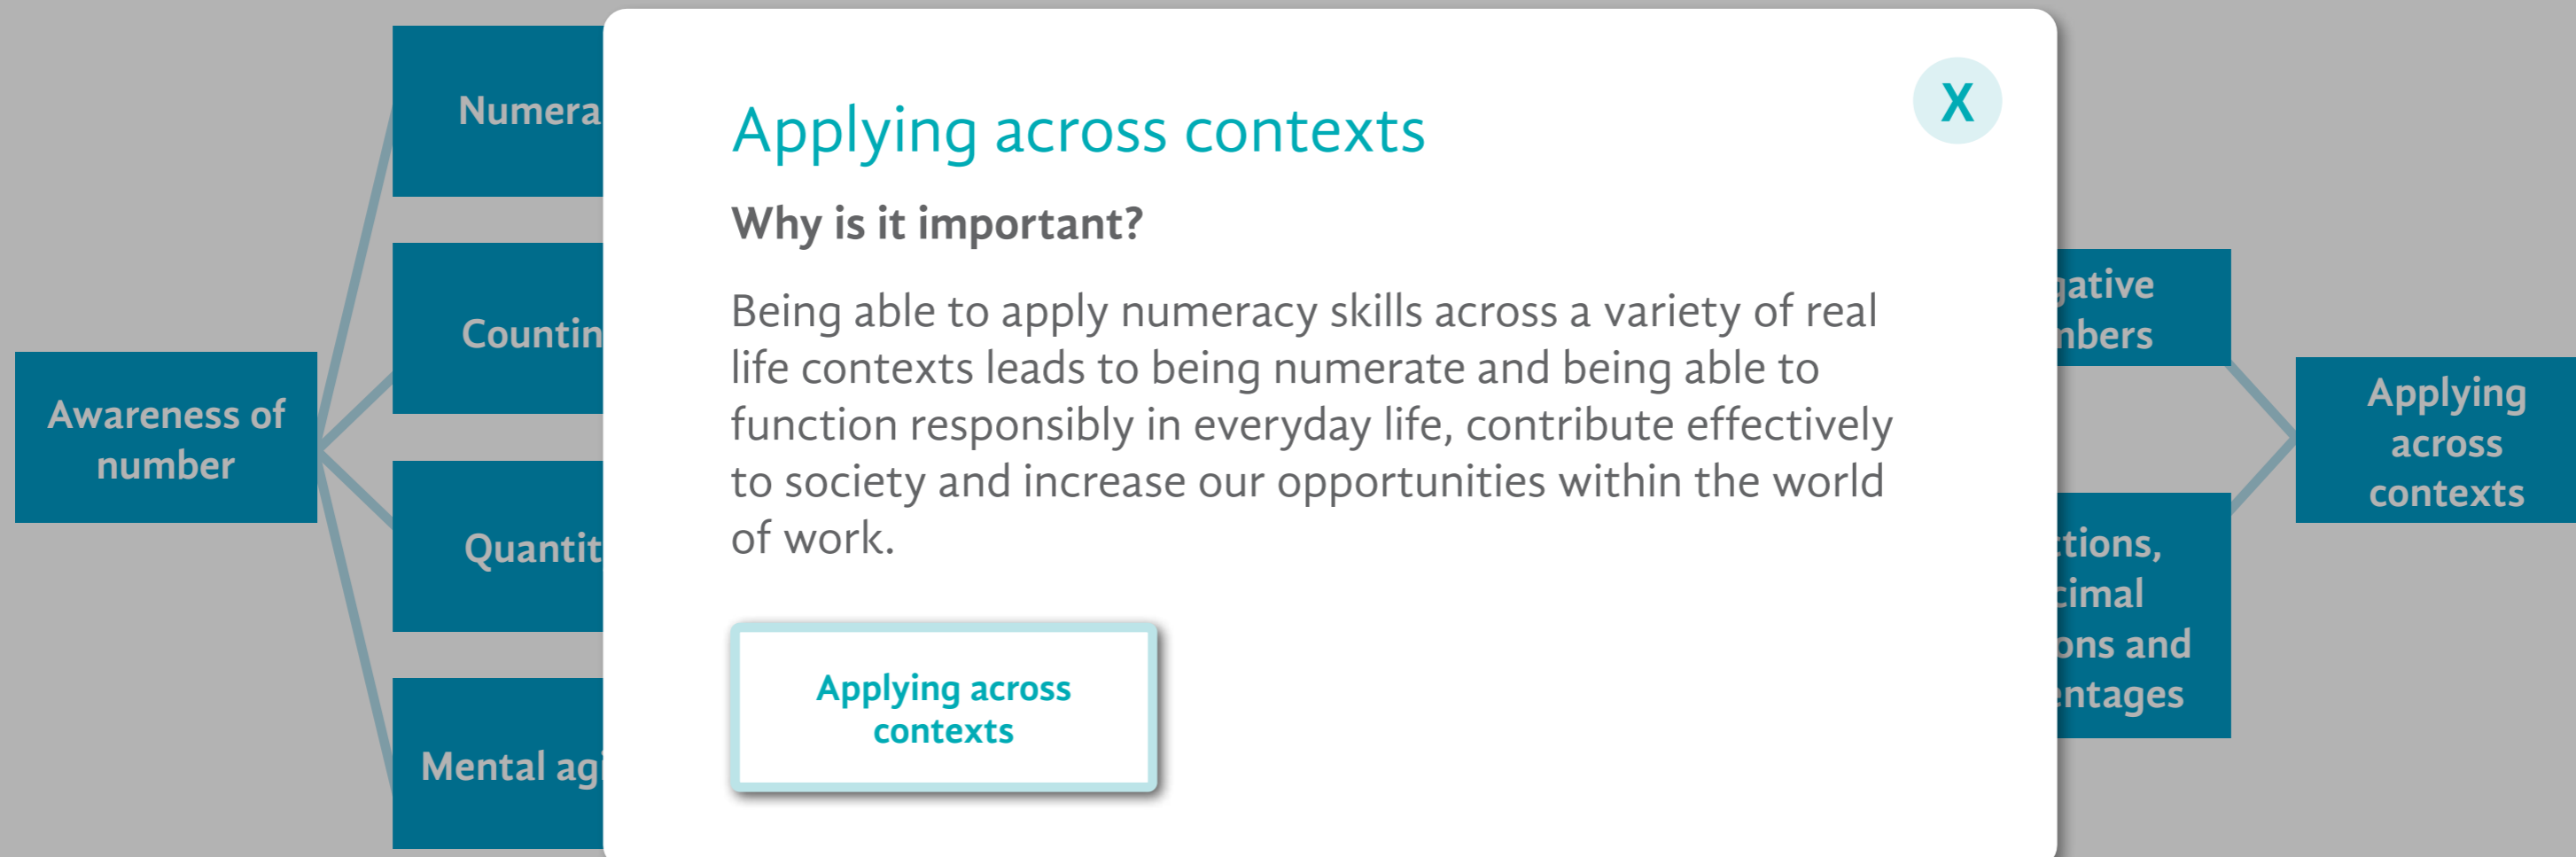 Awareness of
number
Applying across contexts
X
Why is it important?
Being able to apply numeracy skills across a variety of real
life contexts leads to being numerate and being able to
function responsibly in everyday life, contribute effectively
to society and increase our opportunities within the world
of work.
Applying across
contexts
Mental
and
Applying
across
contexts